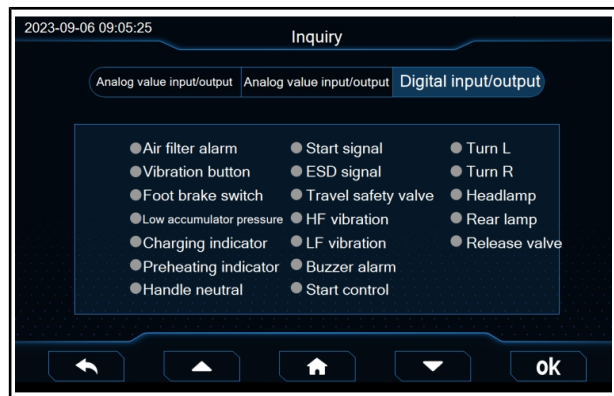 2023-09-06 09:05:25
Inquiry
Analog value input/output
Analog value input/output
Digital input/output
Air filter alarm
Vibration button
Foot brake switch
Low accumulator pressure
Charging indicator
Preheating indicator
Handle neutral
Start signal
ESD signal
Travel safety valve
HF vibration
LF vibration
Buzzer alarm
Start control
Turn L
Turn R
Headlamp
Rear lamp
Release valve
ok